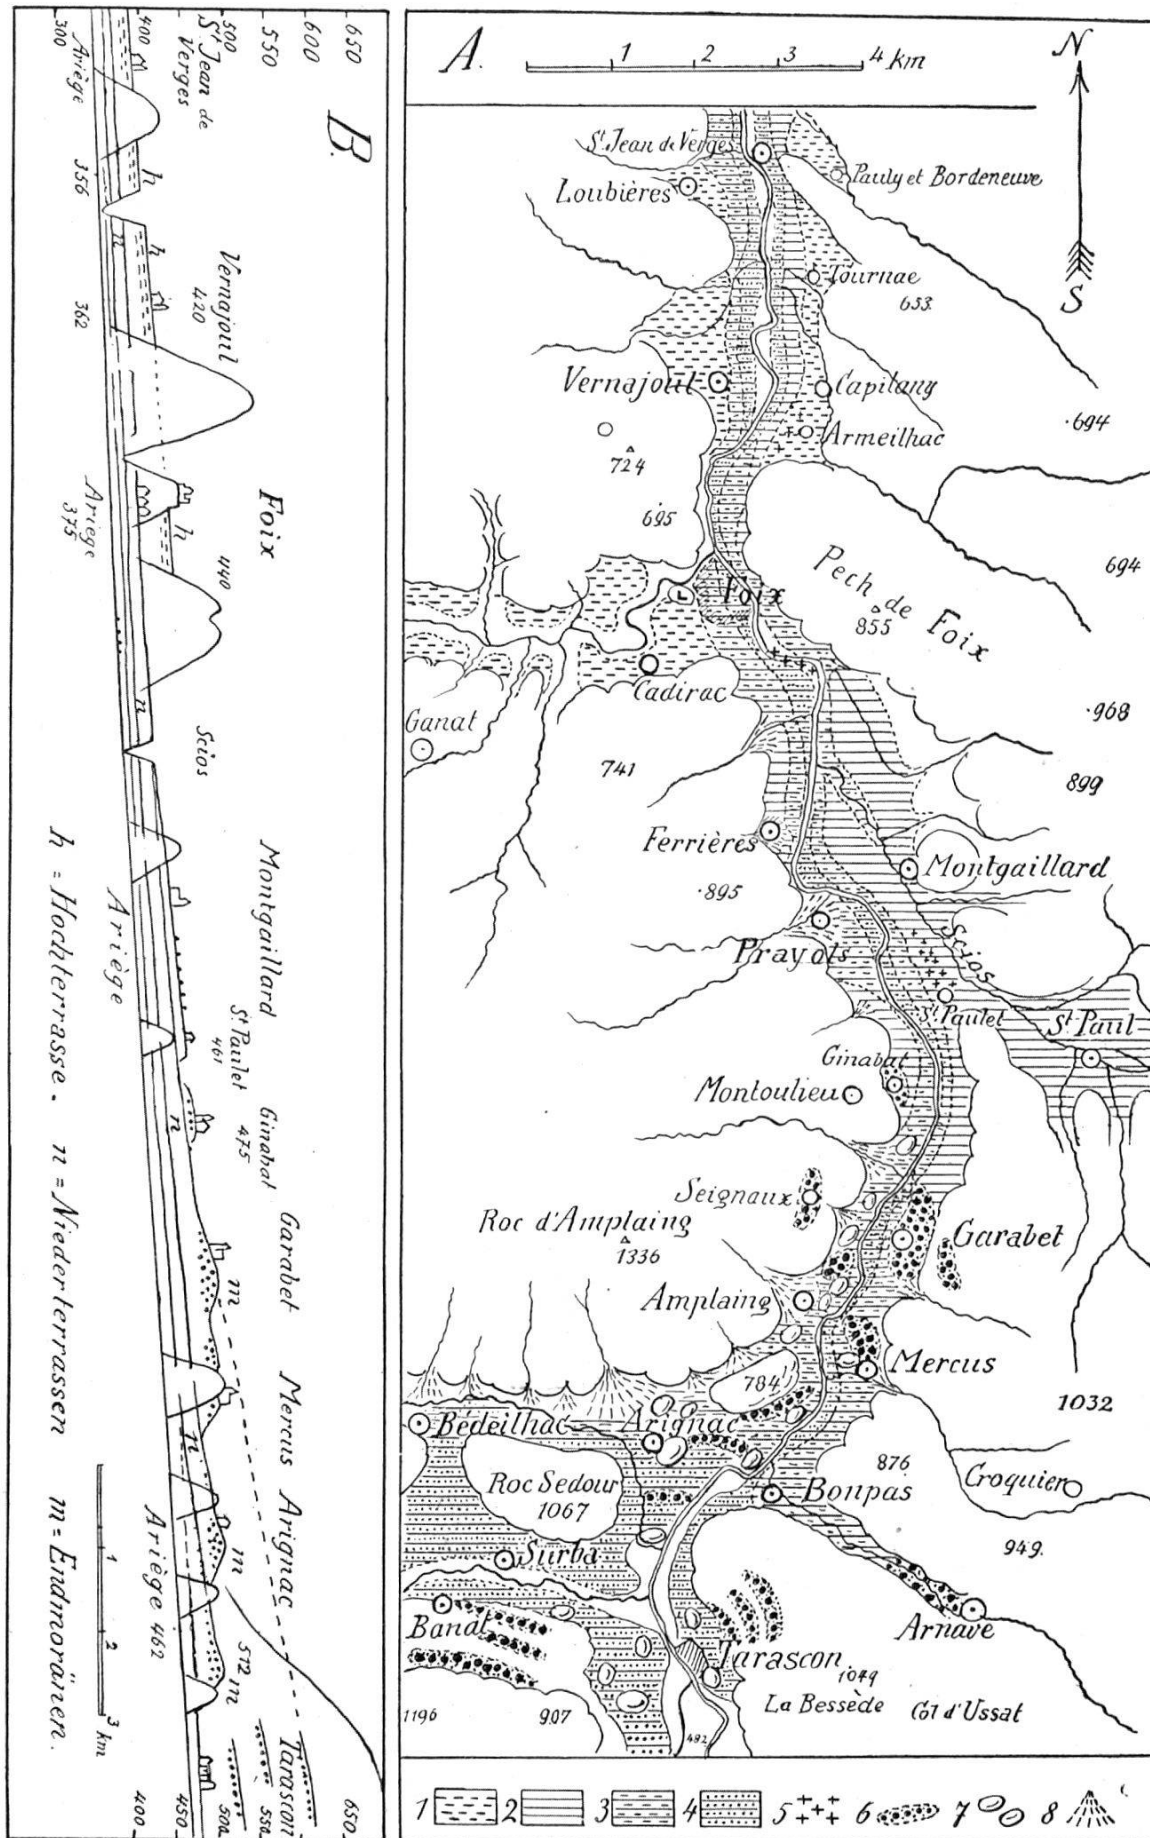 A.
1 2 3 4 km
N
S
St. Jean de Verges
Pauly et Bordeneuve
Loubières
Tournae
653
Vernajoul
Capitany
Armeilhac
.694
724
695
Pech de Foix
855
694
Foix
Cadirac
Ganat
.968
741
899
Ferrières
Montgaillard
.895
Prayols
Scios
St. Paulet
St. Paul
Ginabat
Montoulieu
Seignaux
Roc d'Amplaing
1336
Garabet
Amplaing
Mercus
784
1032
Bédeilhac
Arignac
876
Croquier
Roc Sedour
1067
Bonpas
949.
Surba
Banat
Arnave
Tarascon
1049
La Bessède
Col d'Ussat
1196
907
482
1 2 3 4 5 6 7 8
B.
300 400 500 550 600 650
St. Jean de
Verges
Ariège
356
h
h
n
Vernajoul
420
362
Foix
Ariège
375
h
440
n
Scios
Montgaillard
Ariège
St. Paulet
461
Ginabat
475
n
Garabet
m
Mercus
n
Arignac
m
Ariège 462
512
m
Tarascon
400 450 500 550 650
1 2 3 km
h = Hochterrasse. n = Niederterrassen m = Endmoränen.